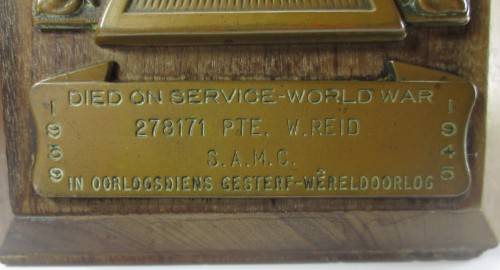 DIED ON SERVICE-WORLD WAR
1939
278171 PTE. W.REID
1945
S.A.M.C.
IN OORLOGSDIENS GESTERF-WÊRELDOORLOG